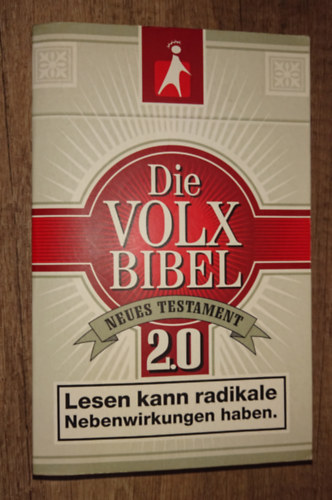 Die
VOLX
BIBEL
NEUES TESTAMENT
2.0
Lesen kann radikale
Nebenwirkungen haben.